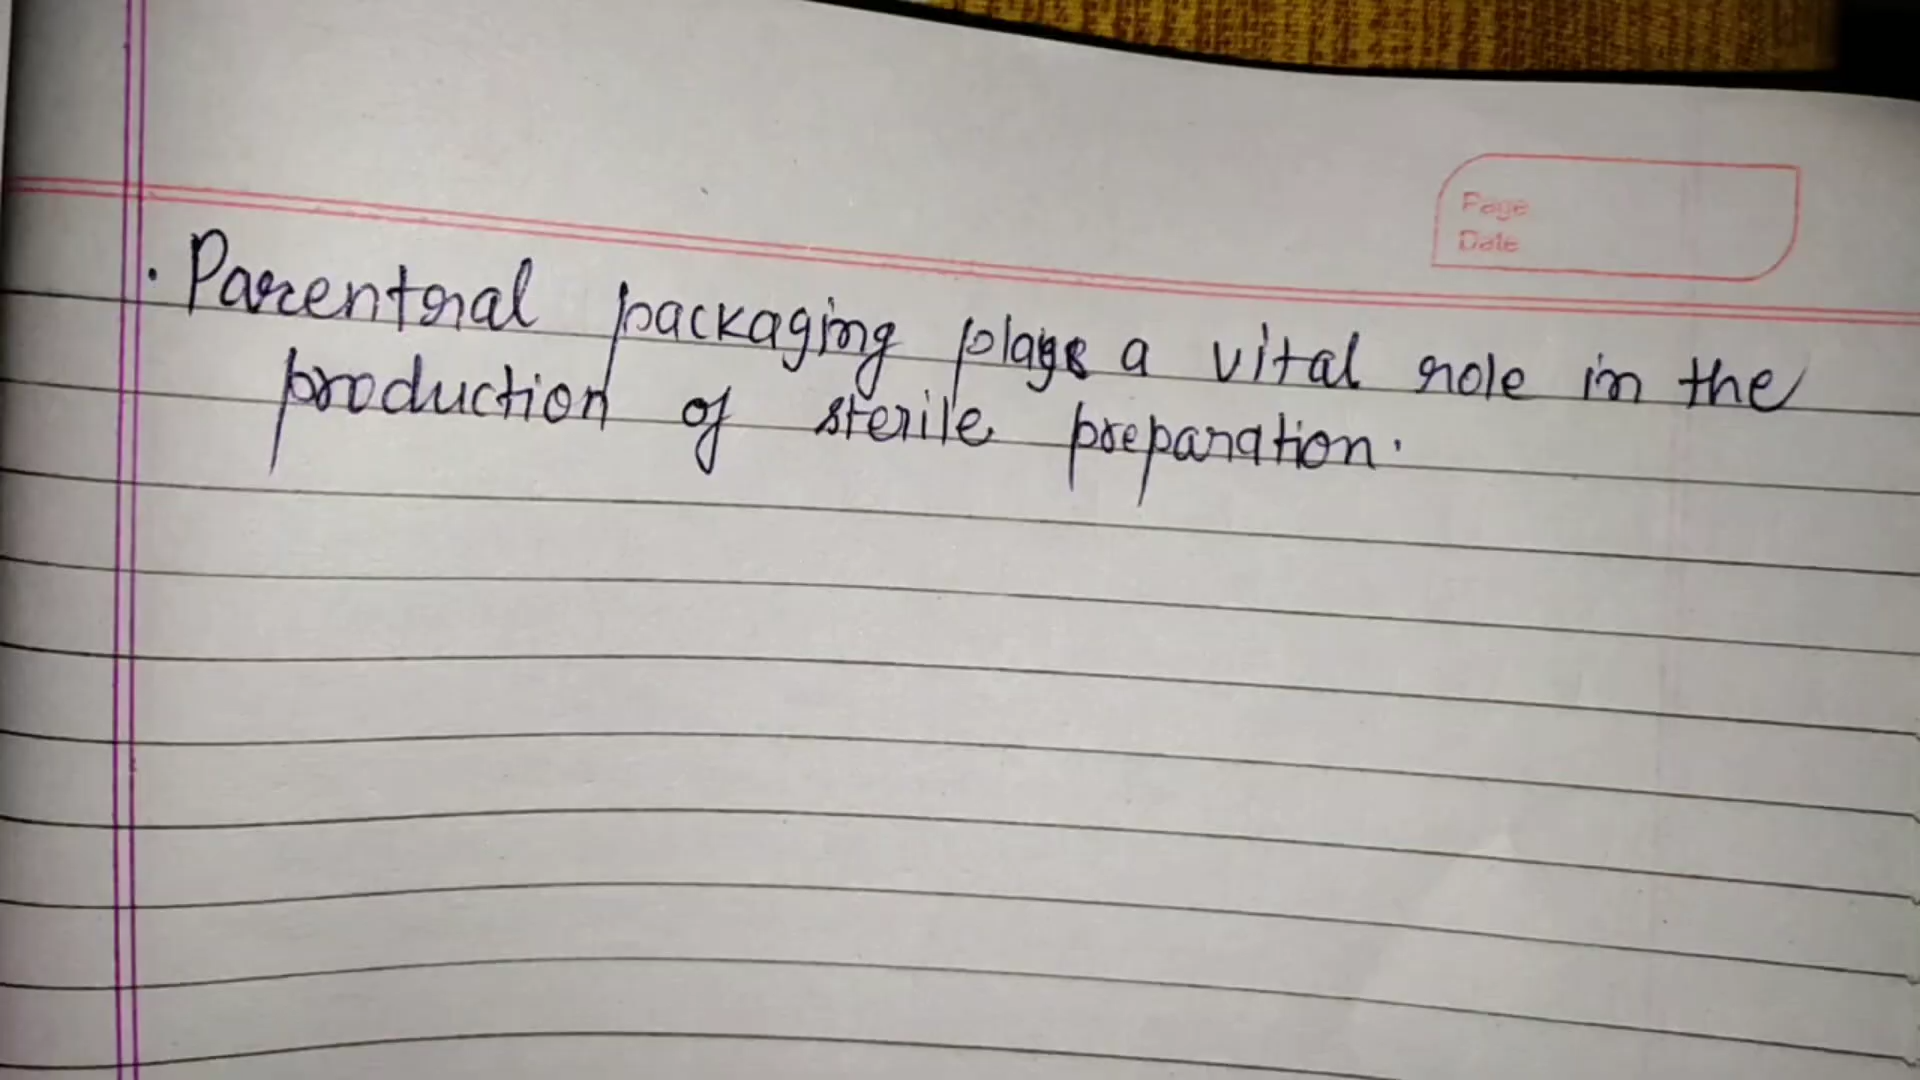 Page
Date
. Parentral packaging plays a vital role in the
production of sterile preparation.